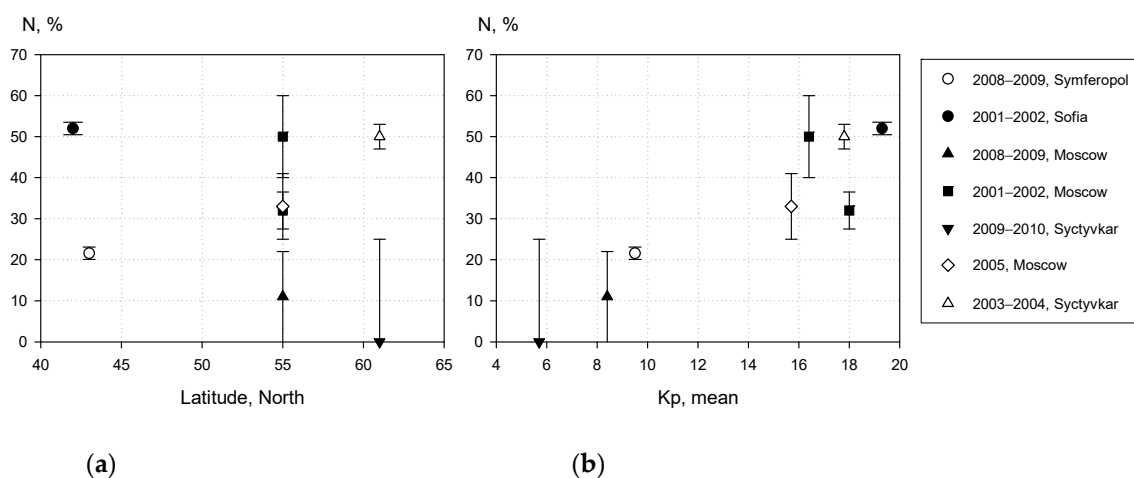 N, %
70
60
50
40
30
20
10
0
40
45
50
55
60
65
Latitude, North
(a)
N, %
70
60
50
40
30
20
10
0
4
6
8
10
12
14
16
18
20
Kp, mean
(b)
2008–2009, Symferopol
2001–2002, Sofia
2008–2009, Moscow
2001–2002, Moscow
2009–2010, Syctyvkar
2005, Moscow
2003–2004, Syctyvkar